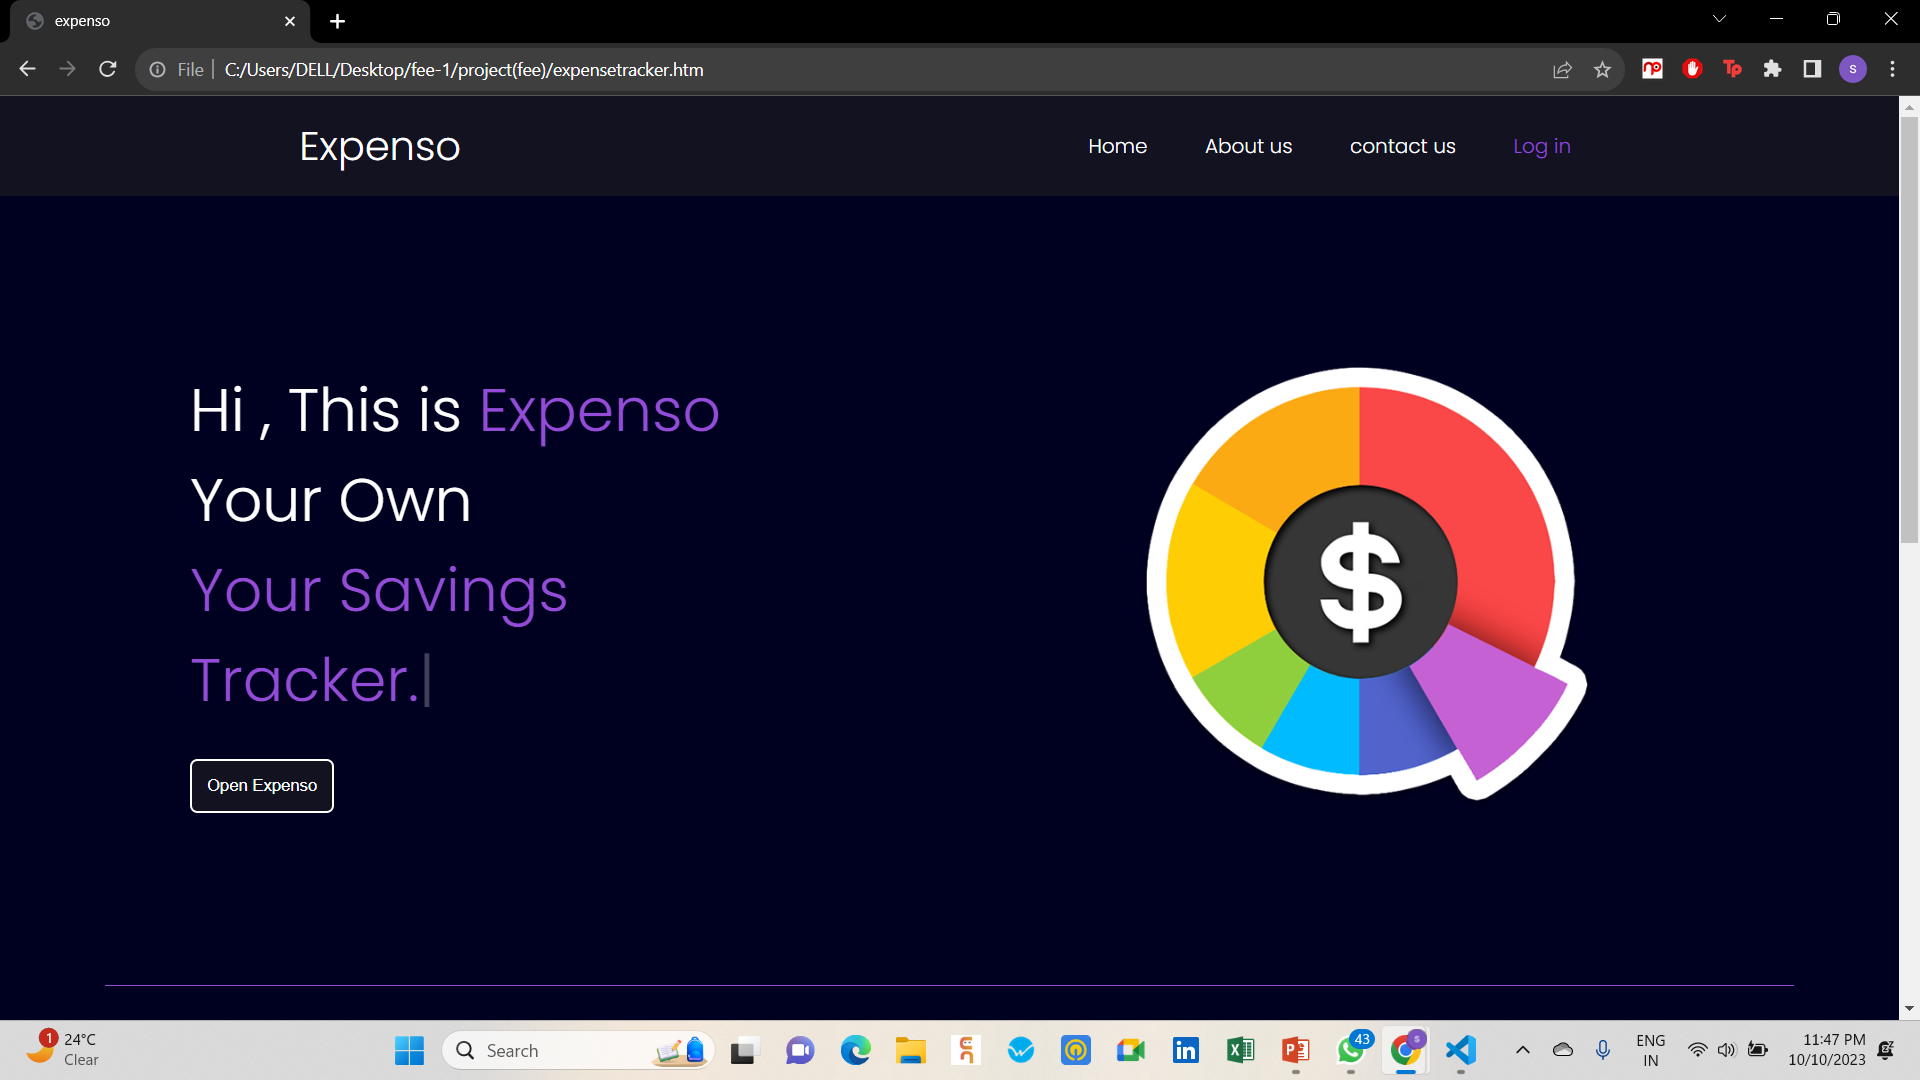 expenso
File
C:/Users/DELL/Desktop/fee-1/project(fee)/expensetracker.htm
Tp
s
Expenso
Home
About us
contact us
Log in
Hi , This is Expenso
Your Own
Your Savings
Tracker.
$
Open Expenso
1
24°C
Clear
Search
in
43
s
ENG
IN
11:47 PM
10/10/2023